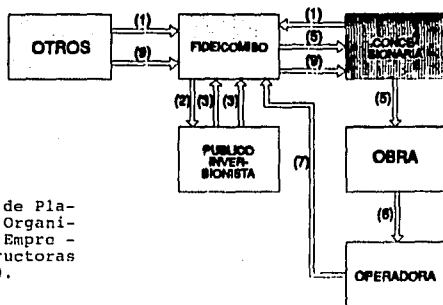 (1)
(1)
OTROS
FIDEICOMISO
CONCE
SIONARIA
(5)
(9)
(9)
(2)
(3)
(3)
(5)
PUBLICO
INVER-
SIONISTA
(7)
OBRA
(6)
OPERADORA
de Pla-
Organi-
Empre -
ructoras
).